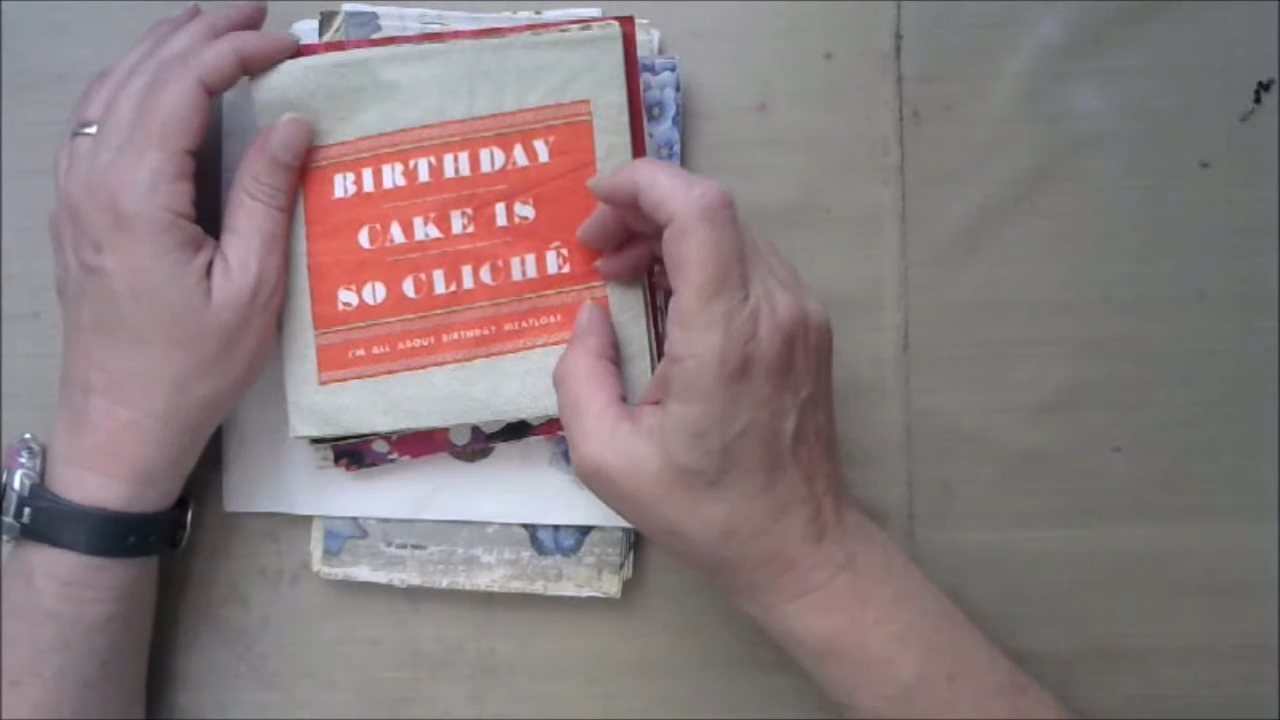 BIRTHDAY
CAKE IS
SO CLICHÉ
I'M ALL ABOUT BIRTHDAY MEATLOAF